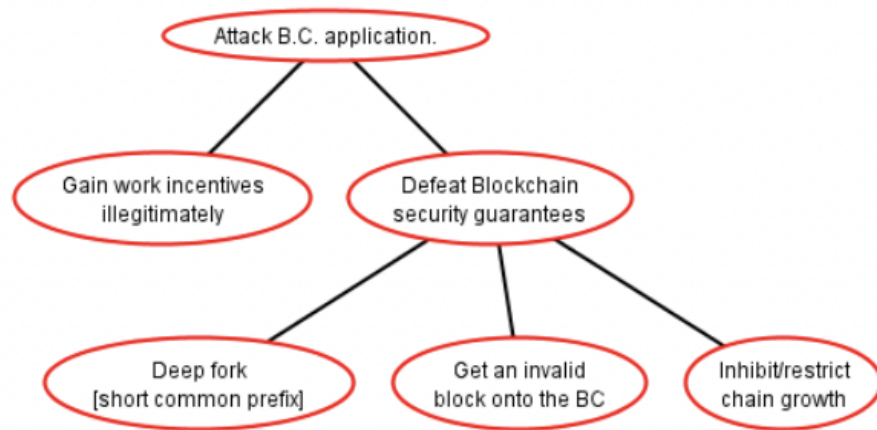 Attack B.C. application.
Gain work incentives
illegitimately
Defeat Blockchain
security guarantees
Deep fork
[short common prefix]
Get an invalid
block onto the BC
Inhibit/restrict
chain growth